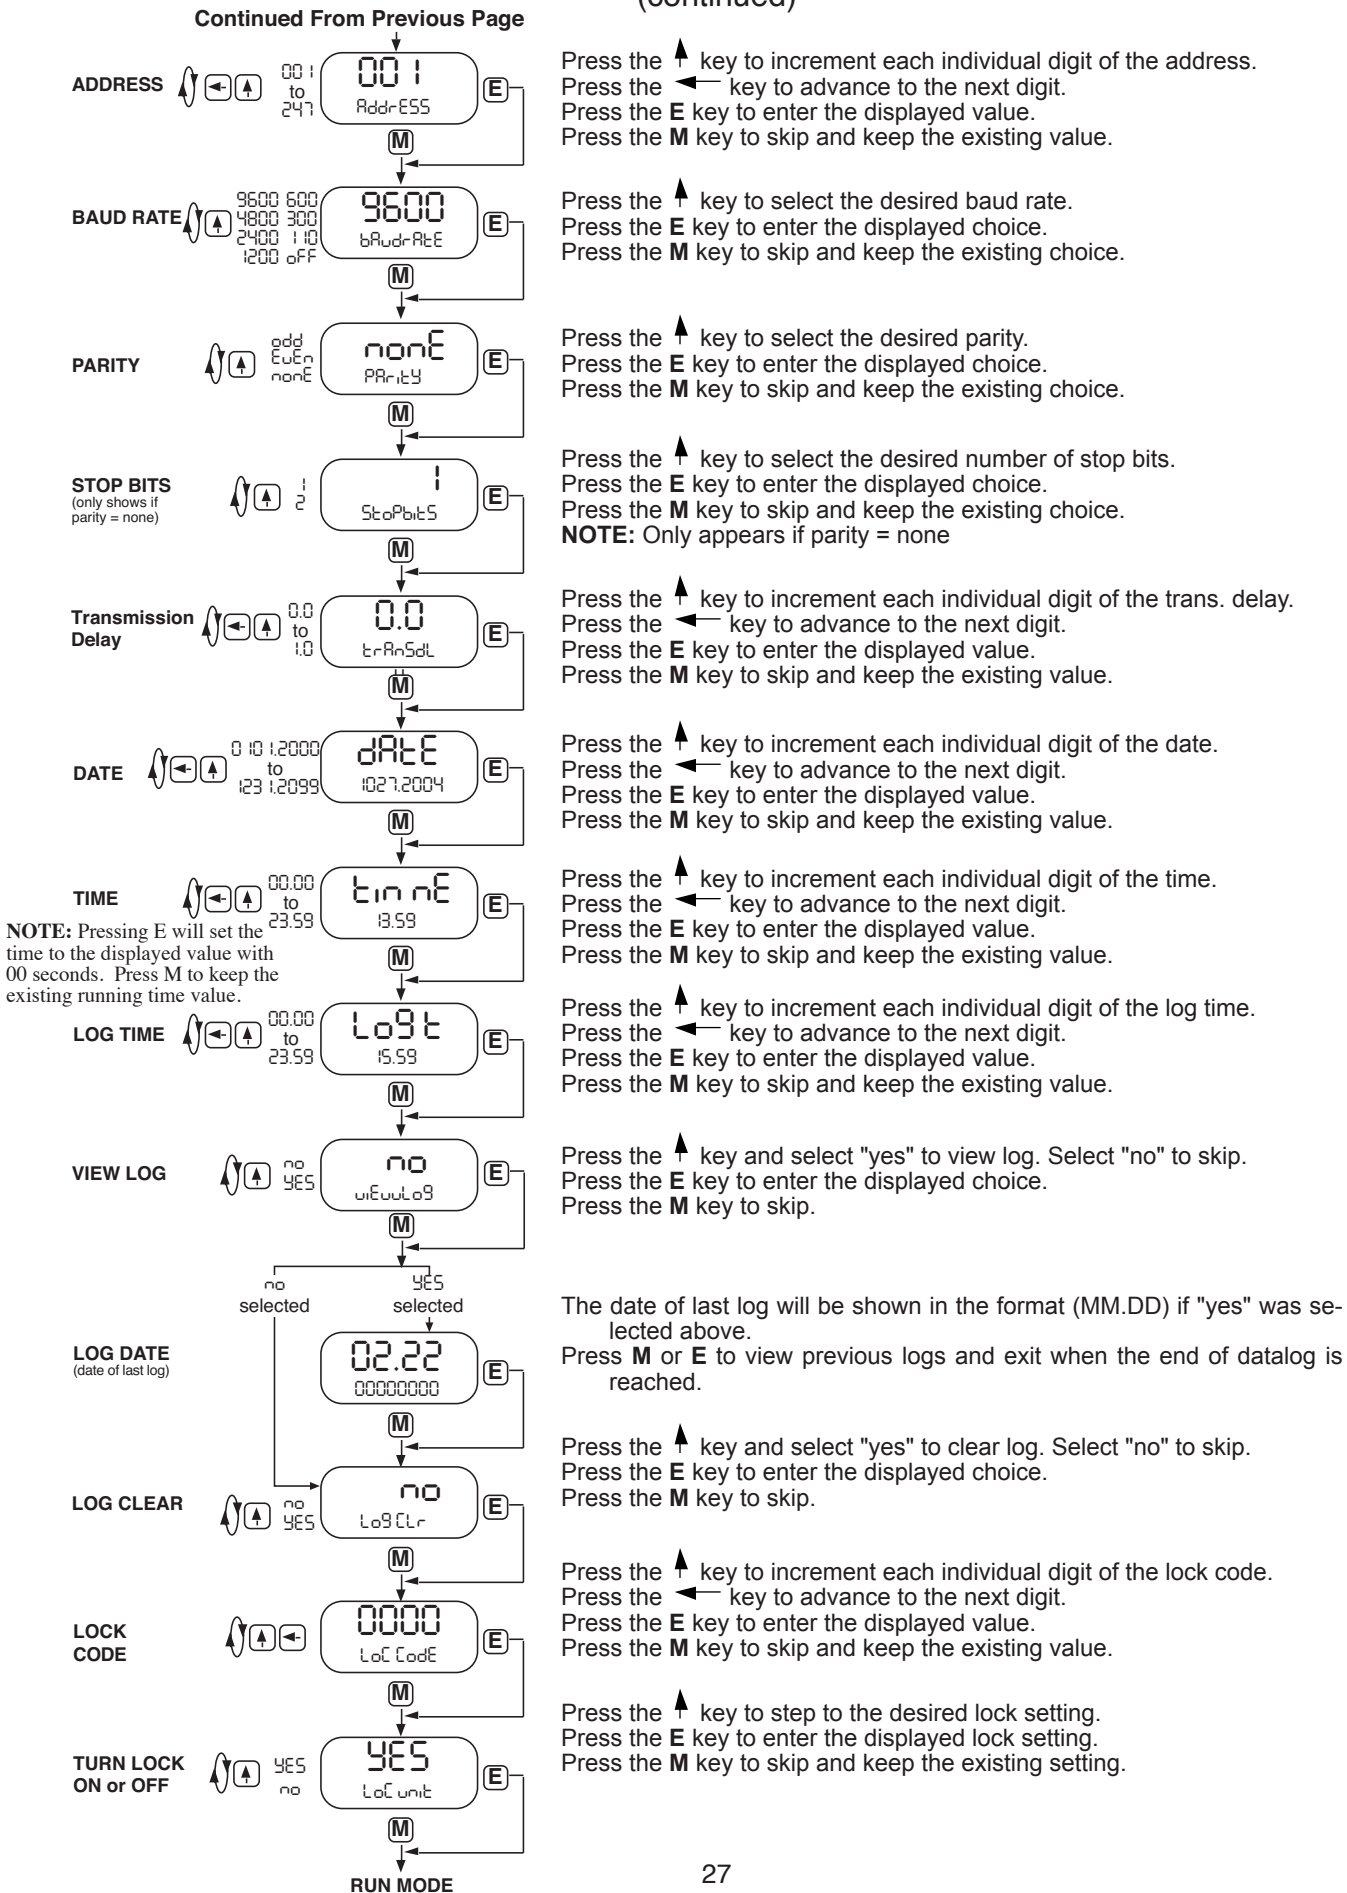 (continued)
Continued From Previous Page
ADDRESS
001
to
247
001
AddrESS
E
M
Press the key to increment each individual digit of the address.
Press the key to advance to the next digit.
Press the E key to enter the displayed value.
Press the M key to skip and keep the existing value.
BAUD RATE
9600 600
4800 300
2400 110
1200 oFF
9600
bAudrAtE
E
M
Press the key to select the desired baud rate.
Press the E key to enter the displayed choice.
Press the M key to skip and keep the existing choice.
PARITY
odd
EvEn
nonE
nonE
PAritY
E
M
Press the key to select the desired parity.
Press the E key to enter the displayed choice.
Press the M key to skip and keep the existing choice.
STOP BITS
(only shows if
parity = none)
1
2
1
StoPbitS
E
M
Press the key to select the desired number of stop bits.
Press the E key to enter the displayed choice.
Press the M key to skip and keep the existing choice.
NOTE: Only appears if parity = none
Transmission
Delay
0.0
to
1.0
0.0
trAnSdL
E
M
Press the key to increment each individual digit of the trans. delay.
Press the key to advance to the next digit.
Press the E key to enter the displayed value.
Press the M key to skip and keep the existing value.
DATE
0101.2000
to
1231.2099
dAtE
1027.2004
E
M
Press the key to increment each individual digit of the date.
Press the key to advance to the next digit.
Press the E key to enter the displayed value.
Press the M key to skip and keep the existing value.
TIME
00.00
to
23.59
tinnE
13.59
E
M
NOTE: Pressing E will set the
time to the displayed value with
00 seconds. Press M to keep the
existing running time value.
Press the key to increment each individual digit of the time.
Press the key to advance to the next digit.
Press the E key to enter the displayed value.
Press the M key to skip and keep the existing value.
LOG TIME
00.00
to
23.59
Log t
15.59
E
M
Press the key to increment each individual digit of the log time.
Press the key to advance to the next digit.
Press the E key to enter the displayed value.
Press the M key to skip and keep the existing value.
VIEW LOG
no
YES
no
viEwLog
E
M
Press the key and select "yes" to view log. Select "no" to skip.
Press the E key to enter the displayed choice.
Press the M key to skip.
no
selected
YES
selected
LOG DATE
(date of last log)
02.22
00000000
E
M
The date of last log will be shown in the format (MM.DD) if "yes" was se-
lected above.
Press M or E to view previous logs and exit when the end of datalog is
reached.
LOG CLEAR
no
YES
no
Log CLr
E
M
Press the key and select "yes" to clear log. Select "no" to skip.
Press the E key to enter the displayed choice.
Press the M key to skip.
LOCK
CODE
0000
LoC CodE
E
M
Press the key to increment each individual digit of the lock code.
Press the key to advance to the next digit.
Press the E key to enter the displayed value.
Press the M key to skip and keep the existing value.
TURN LOCK
ON or OFF
YES
no
YES
LoC unit
E
M
Press the key to step to the desired lock setting.
Press the E key to enter the displayed lock setting.
Press the M key to skip and keep the existing setting.
RUN MODE
27